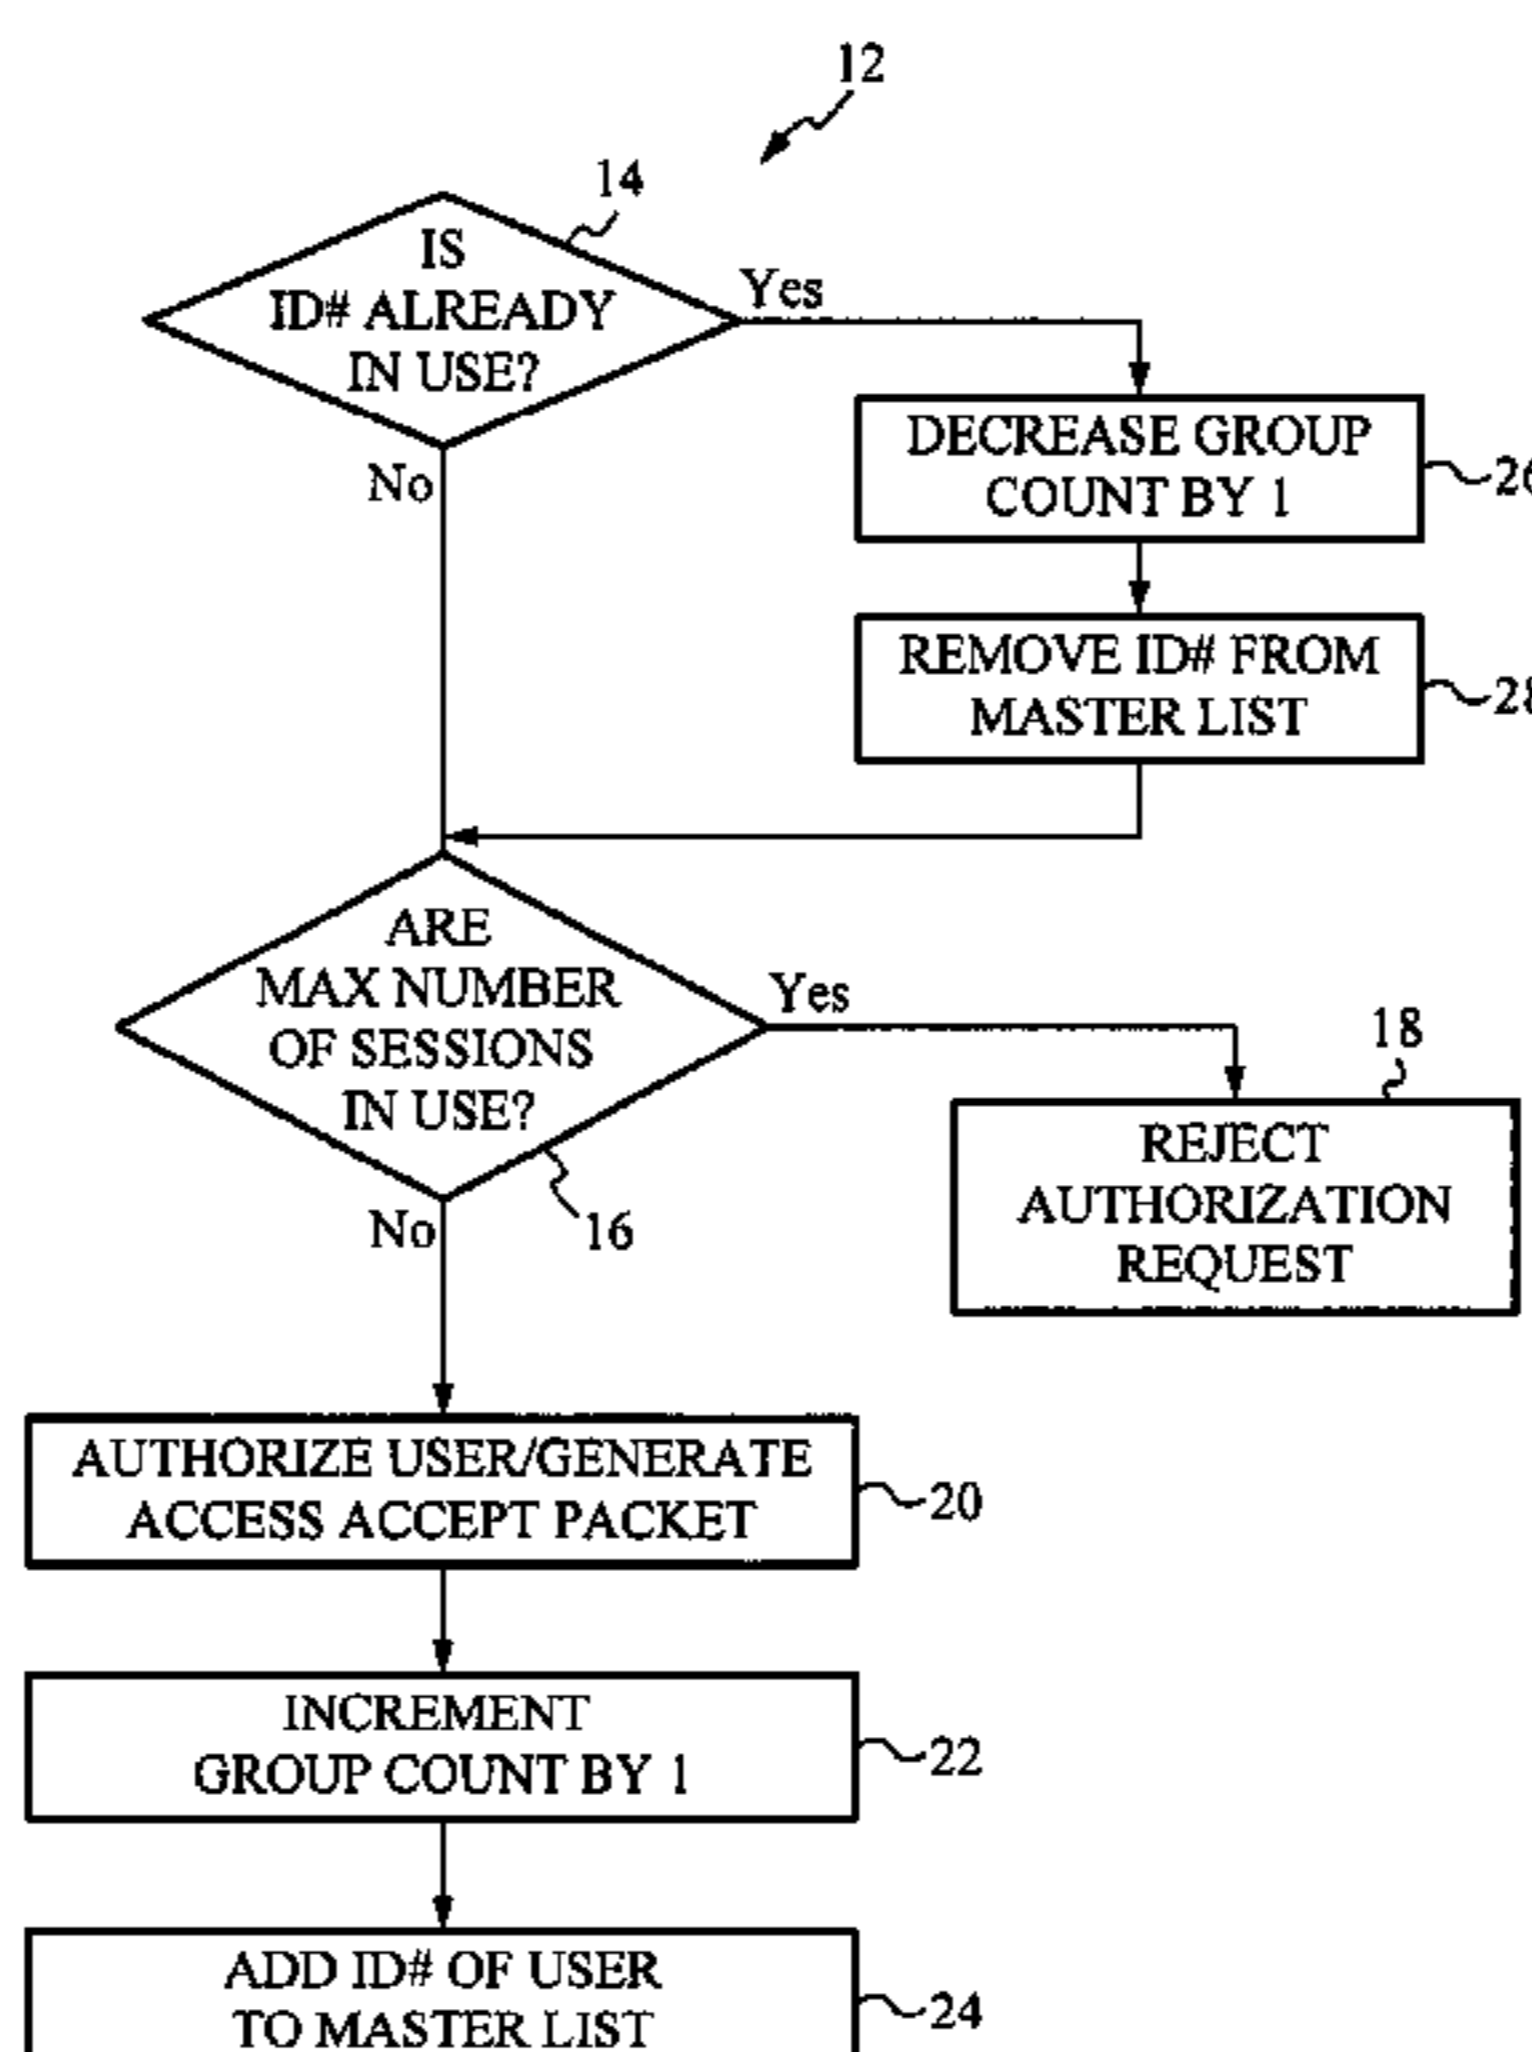 12
14
IS
ID# ALREADY
IN USE?
Yes
No
DECREASE GROUP
COUNT BY 1
26
REMOVE ID# FROM
MASTER LIST
28
ARE
MAX NUMBER
OF SESSIONS
IN USE?
Yes
No
16
18
REJECT
AUTHORIZATION
REQUEST
AUTHORIZE USER/GENERATE
ACCESS ACCEPT PACKET
20
INCREMENT
GROUP COUNT BY 1
22
ADD ID# OF USER
TO MASTER LIST
24